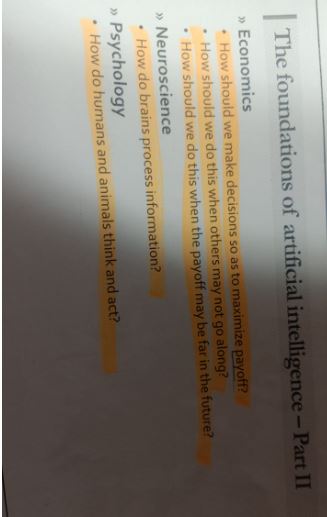 The foundations of artificial intelligence – Part II
» Economics
• How should we make decisions so as to maximize payoff?
• How should we do this when others may not go along?
• How should we do this when the payoff may be far in the future?
» Neuroscience
• How do brains process information?
» Psychology
• How do humans and animals think and act?